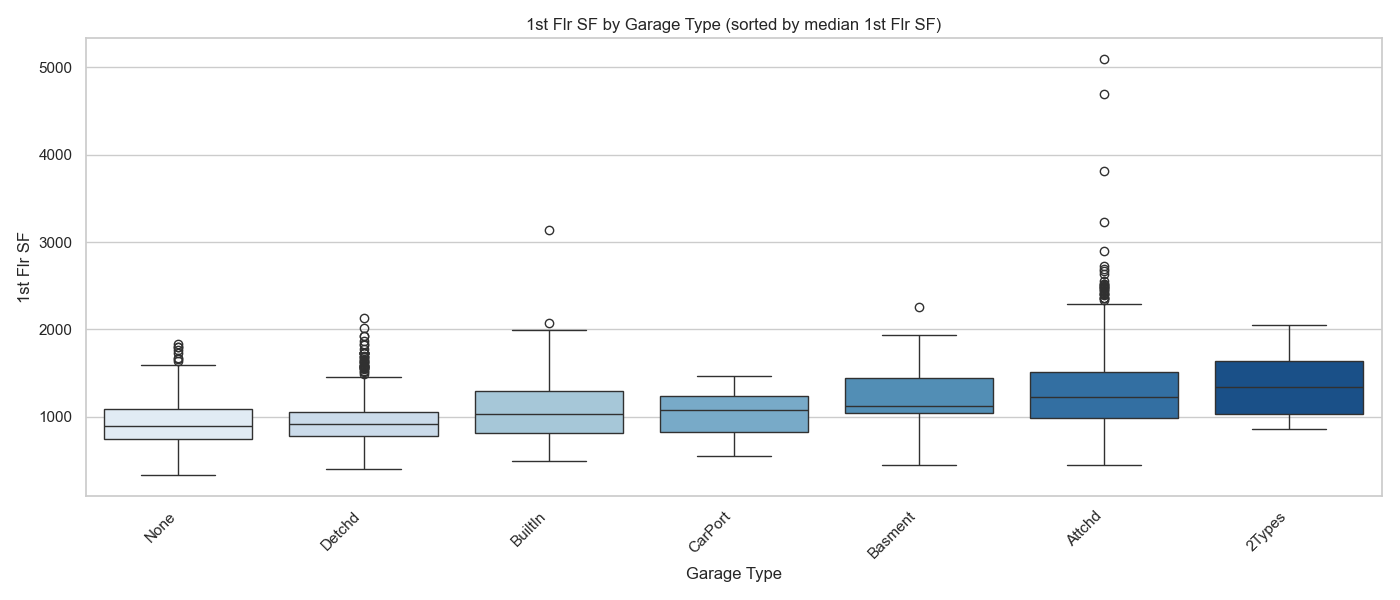 1st Flr SF by Garage Type (sorted by median 1st Flr SF)
1st Flr SF
5000
4000
3000
2000
1000
None
Detchd
BuiltIn
CarPort
Basment
Attchd
2Types
Garage Type